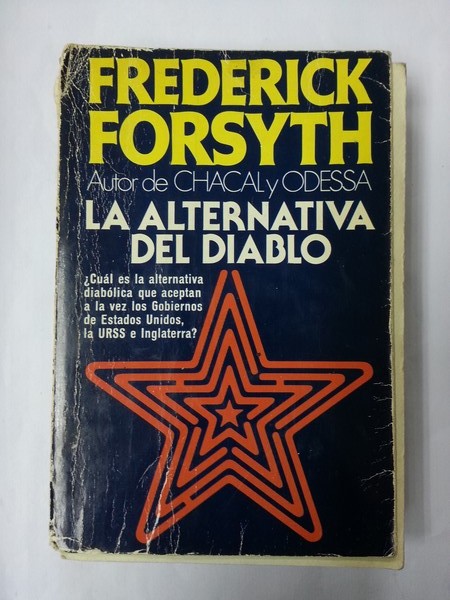 FREDERICK
FORSYTH
Autor de CHACAL y ODESSA
LA ALTERNATIVA
DEL DIABLO
¿Cuál es la alternativa
diabólica que aceptan
a la vez los Gobiernos
de Estados Unidos,
la URSS e Inglaterra?